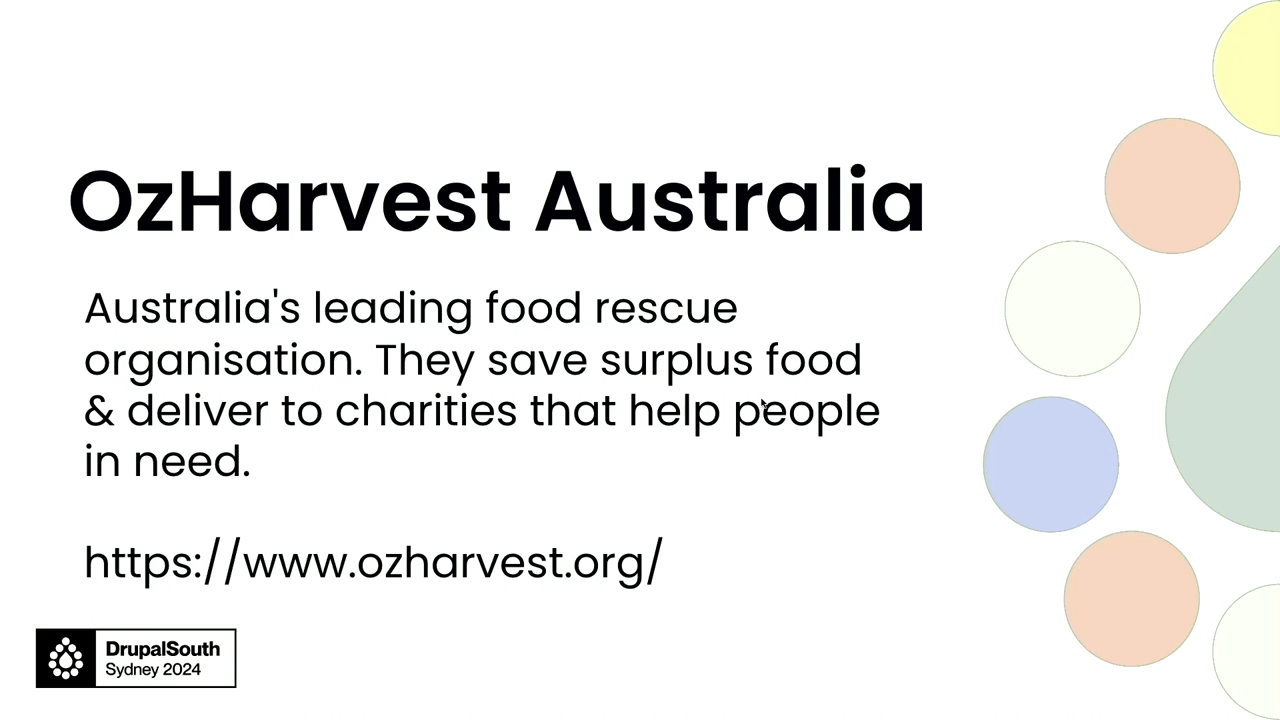 OzHarvest Australia
Australia's leading food rescue
organisation. They save surplus food
& deliver to charities that help people
in need.
https://www.ozharvest.org/
DrupalSouth
Sydney 2024